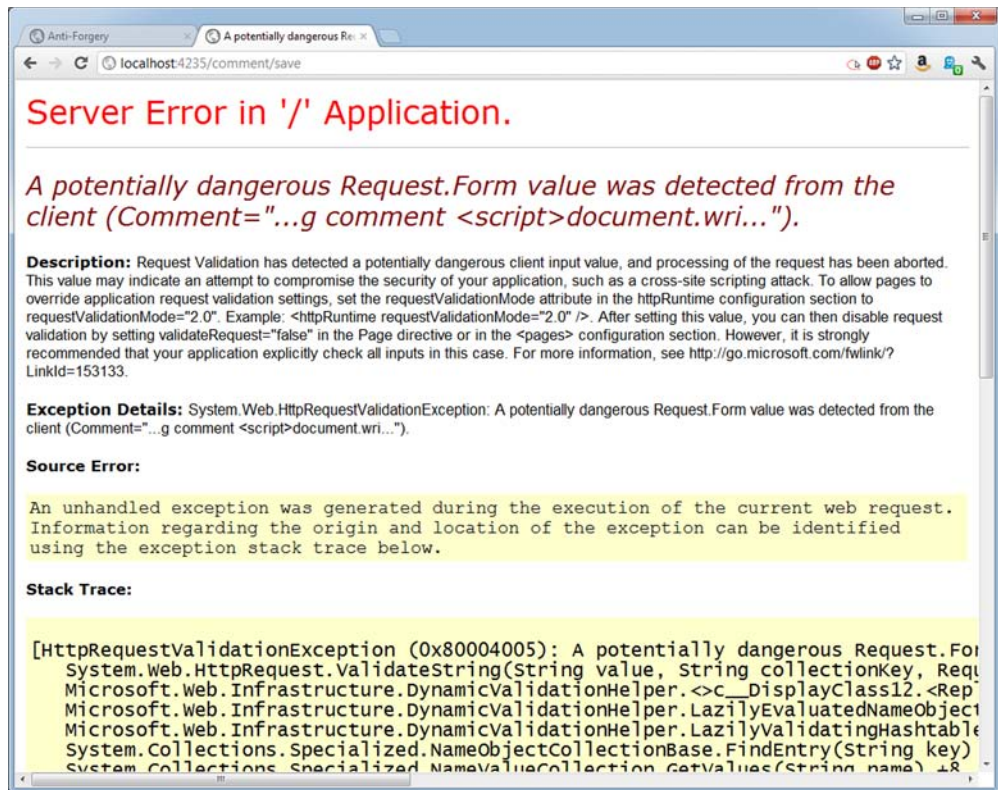 Anti-Forgery
A potentially dangerous Re
localhost:4235/comment/save
Server Error in '/' Application.
A potentially dangerous Request.Form value was detected from the
client (Comment="...g comment <script>document.wri...").
Description: Request Validation has detected a potentially dangerous client input value, and processing of the request has been aborted.
This value may indicate an attempt to compromise the security of your application, such as a cross-site scripting attack. To allow pages to
override application request validation settings, set the requestValidationMode attribute in the httpRuntime configuration section to
requestValidationMode="2.0". Example: <httpRuntime requestValidationMode="2.0" />. After setting this value, you can then disable request
validation by setting validateRequest="false" in the Page directive or in the <pages> configuration section. However, it is strongly
recommended that your application explicitly check all inputs in this case. For more information, see http://go.microsoft.com/fwlink/?
LinkId=153133.
Exception Details: System.Web.HttpRequestValidationException: A potentially dangerous Request.Form value was detected from the
client (Comment="...g comment <script>document.wri...").
Source Error:
An unhandled exception was generated during the execution of the current web request.
Information regarding the origin and location of the exception can be identified
using the exception stack trace below.
Stack Trace:
[HttpRequestValidationException (0x80004005): A potentially dangerous Request.For
System.Web.HttpRequest.ValidateString(String value, String collectionKey, Requ
Microsoft.Web.Infrastructure.DynamicValidationHelper.<>c__DisplayClass12.<Repl
Microsoft.Web.Infrastructure.DynamicValidationHelper.LazilyEvaluatedNameObject
Microsoft.Web.Infrastructure.DynamicValidationHelper.LazilyValidatingHashtable
System.Collections.Specialized.NameObjectCollectionBase.FindEntry(String key)
System.Collections.Specialized.NameValueCollection.GetValues(String name) +8